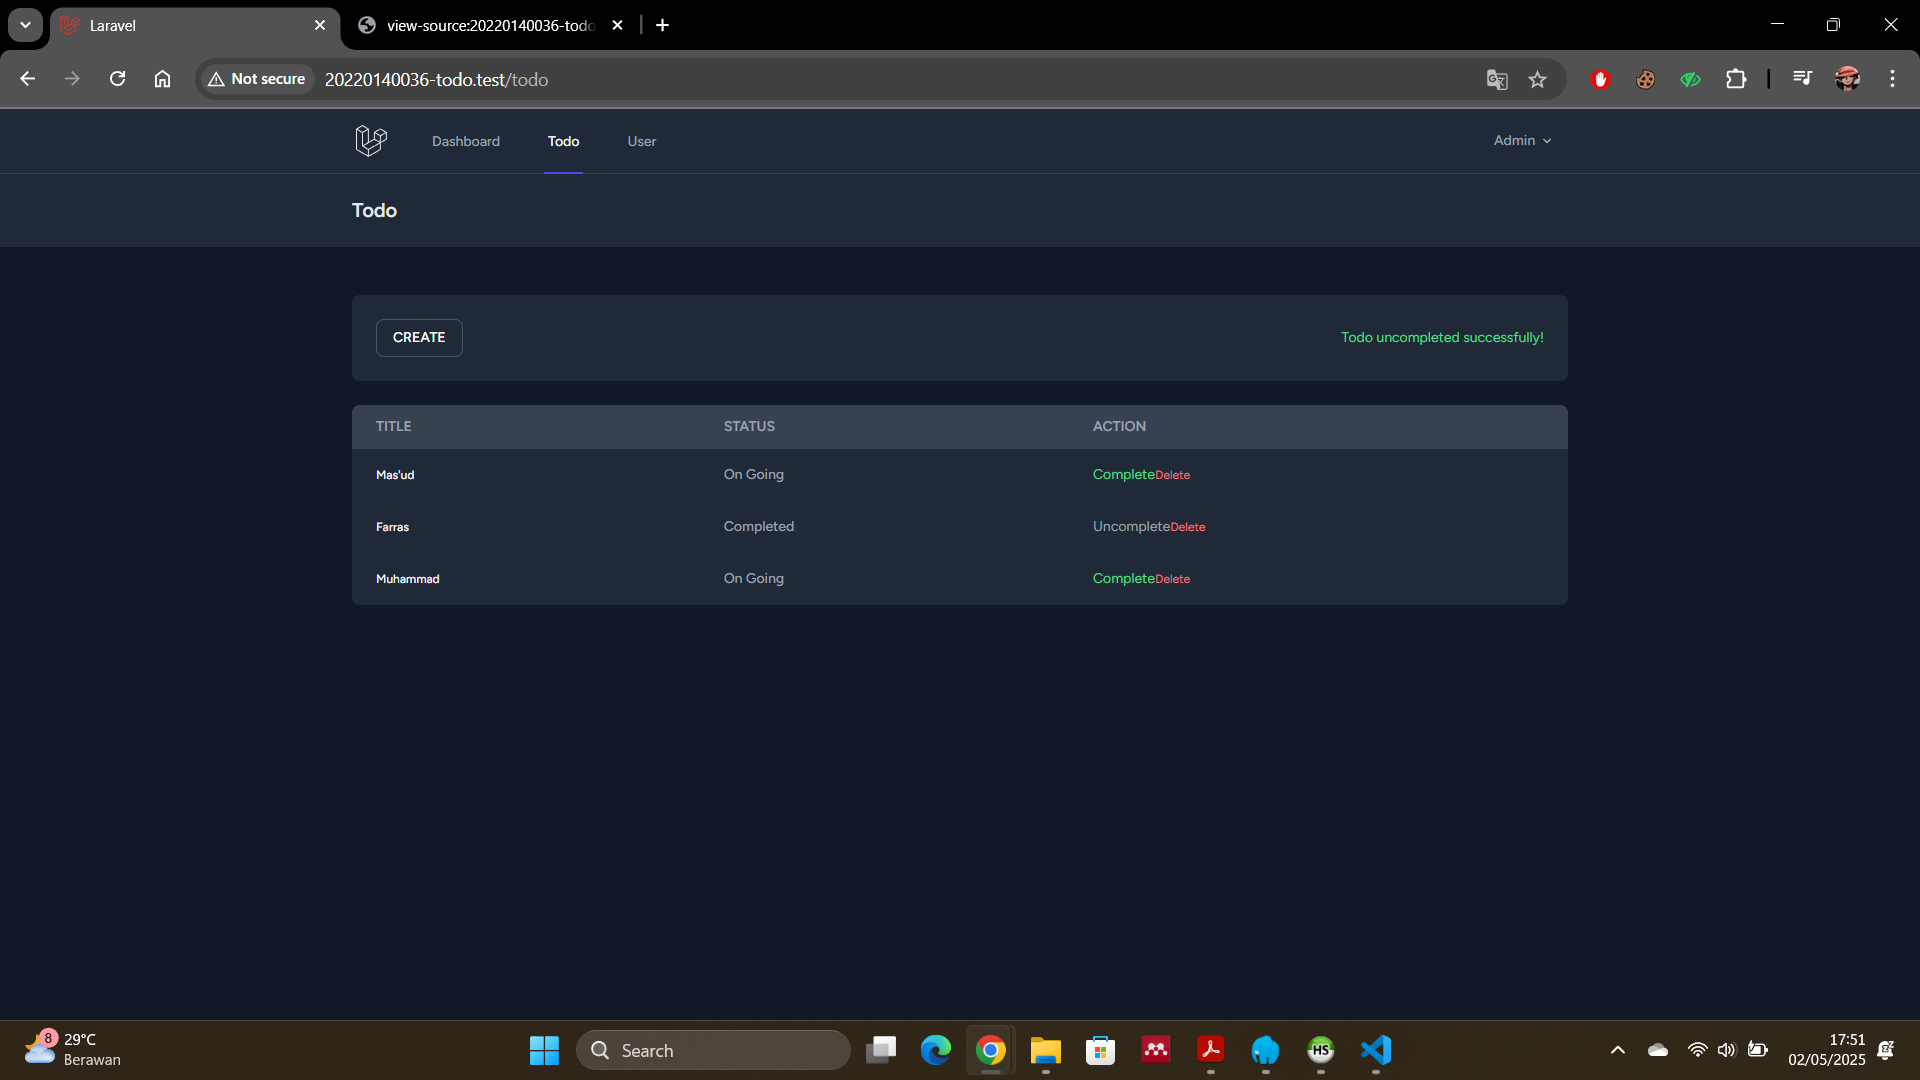 Laravel
view-source:20220140036-todo
Not secure
20220140036-todo.test/todo
Dashboard
Todo
User
Admin
Todo
CREATE
Todo uncompleted successfully!
TITLE STATUS ACTION
Mas'ud On Going CompleteDelete
Farras Completed UncompleteDelete
Muhammad On Going CompleteDelete
8
29°C
Berawan
Search
HS
17:51
02/05/2025